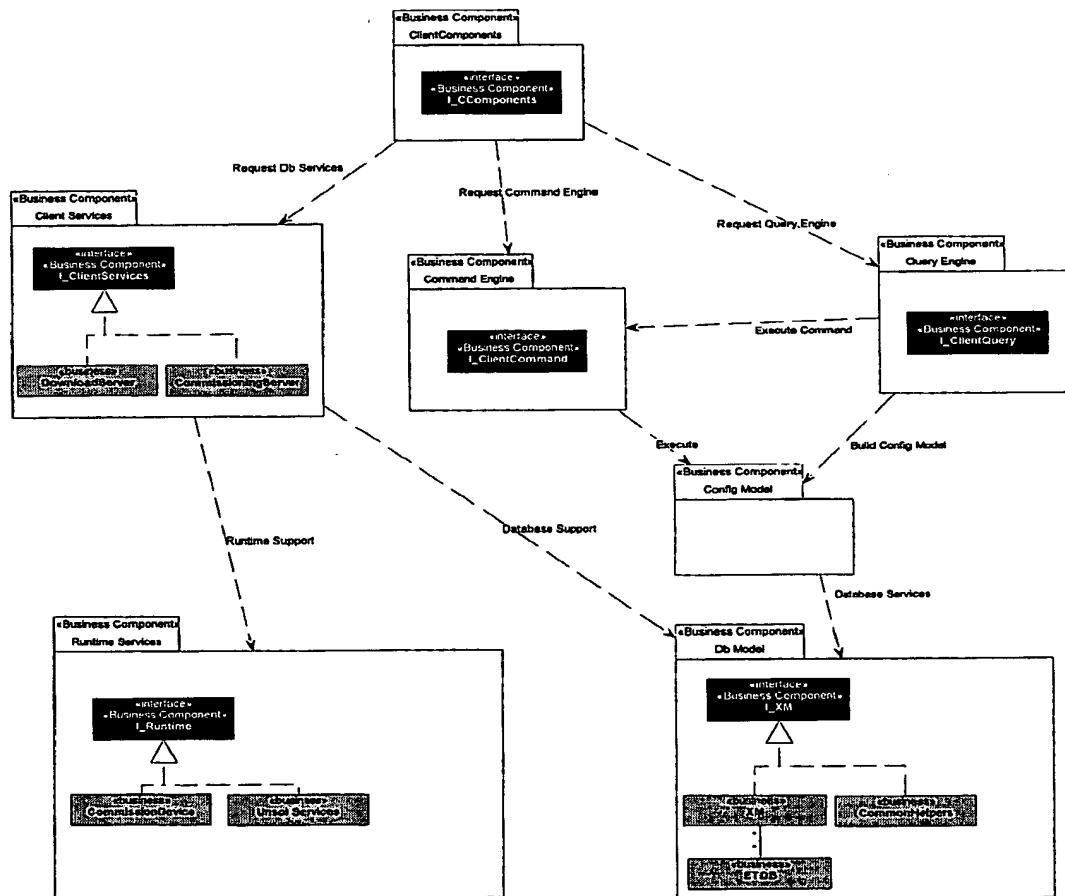 «Business Component»
ClientComponents
«interface»
«Business Component»
I_CComponents
Request Db Services
Request Command Engine
Request Query Engine
«Business Component»
Client Services
«interface»
«Business Component»
I_ClientServices
«business»
DownloadServer
«business»
CommissioningServer
«Business Component»
Command Engine
«interface»
«Business Component»
I_ClientCommand
Execute Command
«Business Component»
Query Engine
«interface»
«Business Component»
I_ClientQuery
Execute
Build Config Model
«Business Component»
Config Model
Runtime Support
Database Support
Database Services
«Business Component»
Runtime Services
«interface»
«Business Component»
I_Runtime
«business»
CommissionDevice
«business»
Services
«Business Component»
Db Model
«interface»
«Business Component»
I_XM
«business»
XM
«business»
CommonHelpers
«business»